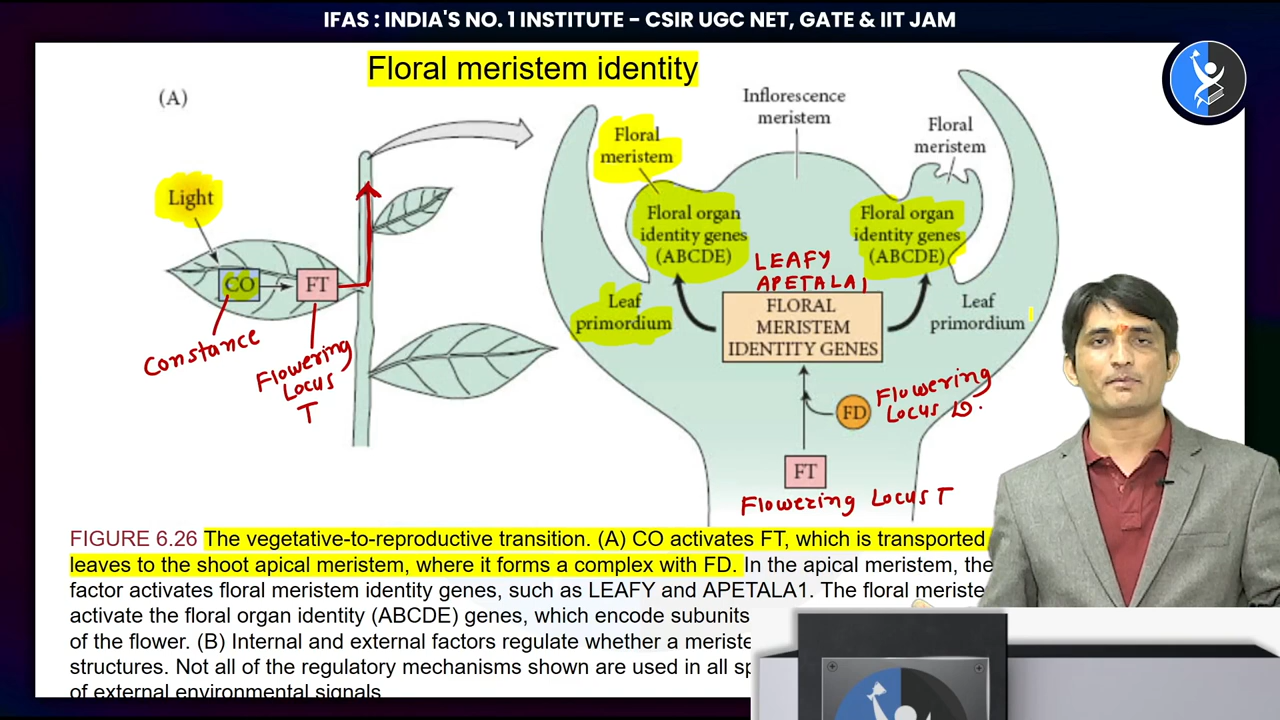 IFAS : INDIA'S NO. 1 INSTITUTE – CSIR UGC NET, GATE & IIT JAM
Floral meristem identity
(A)
Light
CO
FT
Constance
Flowering
Locus
T
Inflorescence
meristem
Floral
meristem
Floral
meristem
Floral organ
identity genes
(ABCDE)
Floral organ
identity genes
(ABCDE)
LEAFY
APETALA1
Leaf
primordium
FLORAL
MERISTEM
IDENTITY GENES
Leaf
primordium
FD
Flowering
Locus D.
FT
Flowering Locus T
FIGURE 6.26 The vegetative-to-reproductive transition. (A) CO activates FT, which is transported
leaves to the shoot apical meristem, where it forms a complex with FD. In the apical meristem, the
factor activates floral meristem identity genes, such as LEAFY and APETALA1. The floral meriste
activate the floral organ identity (ABCDE) genes, which encode subunits
of the flower. (B) Internal and external factors regulate whether a meriste
structures. Not all of the regulatory mechanisms shown are used in all sp
of external environmental signals